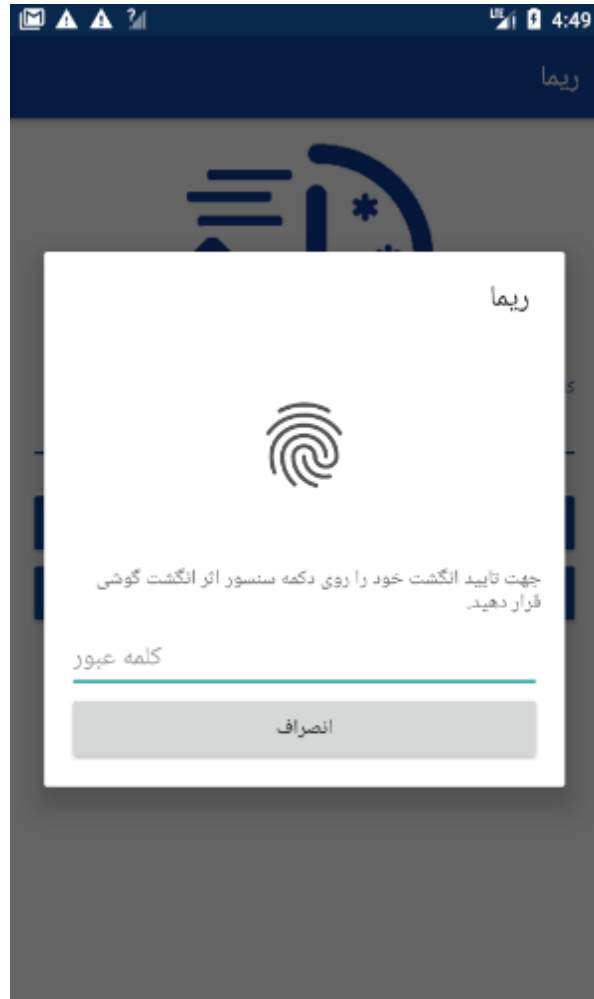 4:49
ریما
ریما
جهت تایید انگشت خود را روی دکمه سنسور اثر انگشت گوشی
قرار دهید.
کلمه عبور
انصراف